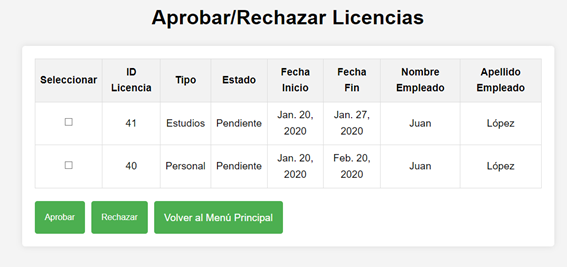 Aprobar/Rechazar Licencias
Seleccionar ID Licencia Tipo Estado Fecha Inicio Fecha Fin Nombre Empleado Apellido Empleado
41 Estudios Pendiente Jan. 20, 2020 Jan. 27, 2020 Juan López
40 Personal Pendiente Jan. 20, 2020 Feb. 20, 2020 Juan López
Aprobar Rechazar Volver al Menú Principal